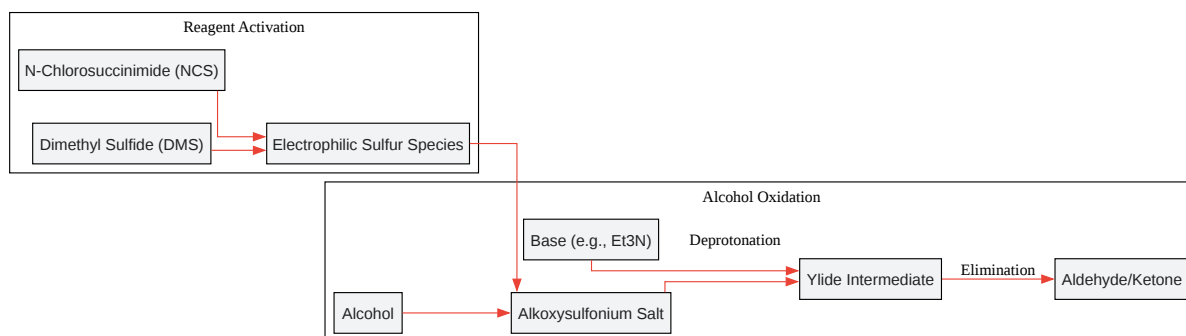 Reagent Activation
N-Chlorosuccinimide (NCS)
Dimethyl Sulfide (DMS)
Electrophilic Sulfur Species
Alcohol Oxidation
Base (e.g., Et3N)
Deprotonation
Ylide Intermediate
Elimination
Aldehyde/Ketone
Alcohol
Alkoxysulfonium Salt